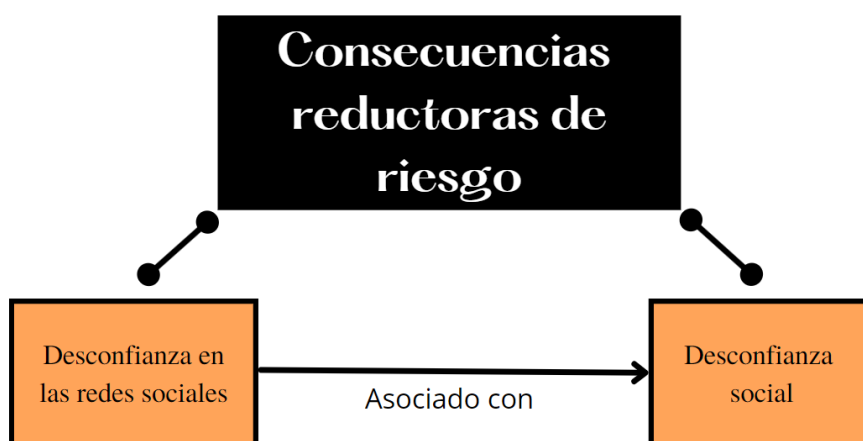 Consecuencias
reductoras de
riesgo
Desconfianza en
las redes sociales
Asociado con
Desconfianza
social